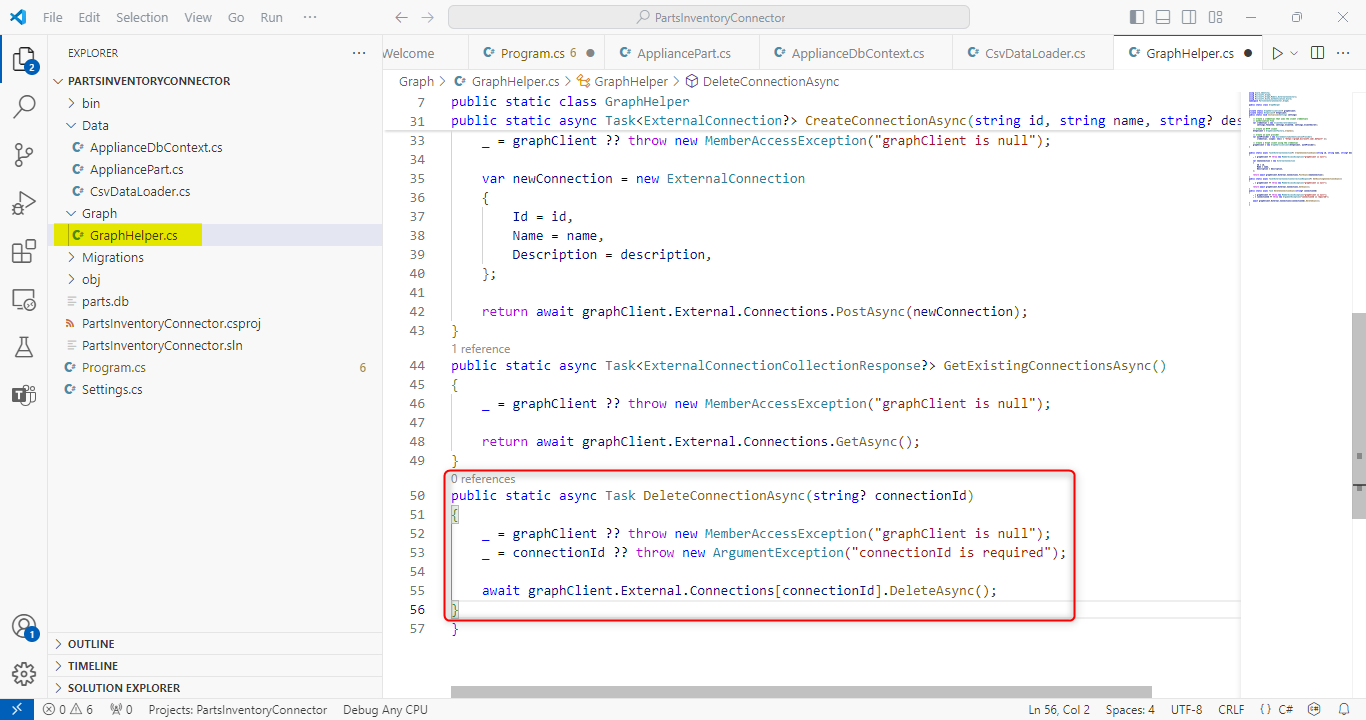 File Edit Selection View Go Run ···
PartsInventoryConnector
EXPLORER ···
PARTSINVENTORYCONNECTOR
bin
Data
C# ApplianceDbContext.cs
C# AppliancePart.cs
C# CsvDataLoader.cs
Graph
C# GraphHelper.cs
Migrations
obj
parts.db
PartsInventoryConnector.csproj
PartsInventoryConnector.sln
C# Program.cs 6
C# Settings.cs
2
1
OUTLINE
TIMELINE
SOLUTION EXPLORER
Welcome C# Program.cs 6 C# AppliancePart.cs C# ApplianceDbContext.cs C# CsvDataLoader.cs C# GraphHelper.cs
Graph > C# GraphHelper.cs > GraphHelper > DeleteConnectionAsync
7 public static class GraphHelper
31 public static async Task<ExternalConnection?> CreateConnectionAsync(string id, string name, string? des
33 _ = graphClient ?? throw new MemberAccessException("graphClient is null");
34
35 var newConnection = new ExternalConnection
36 {
37 Id = id,
38 Name = name,
39 Description = description,
40 };
41
42 return await graphClient.External.Connections.PostAsync(newConnection);
43 }
1 reference
44 public static async Task<ExternalConnectionCollectionResponse?> GetExistingConnectionsAsync()
45 {
46 _ = graphClient ?? throw new MemberAccessException("graphClient is null");
47
48 return await graphClient.External.Connections.GetAsync();
49 }
0 references
50 public static async Task DeleteConnectionAsync(string? connectionId)
51 {
52 _ = graphClient ?? throw new MemberAccessException("graphClient is null");
53 _ = connectionId ?? throw new ArgumentException("connectionId is required");
54
55 await graphClient.External.Connections[connectionId].DeleteAsync();
56 }
57 }
0 6 0 Projects: PartsInventoryConnector Debug Any CPU Ln 56, Col 2 Spaces: 4 UTF-8 CRLF {} C#